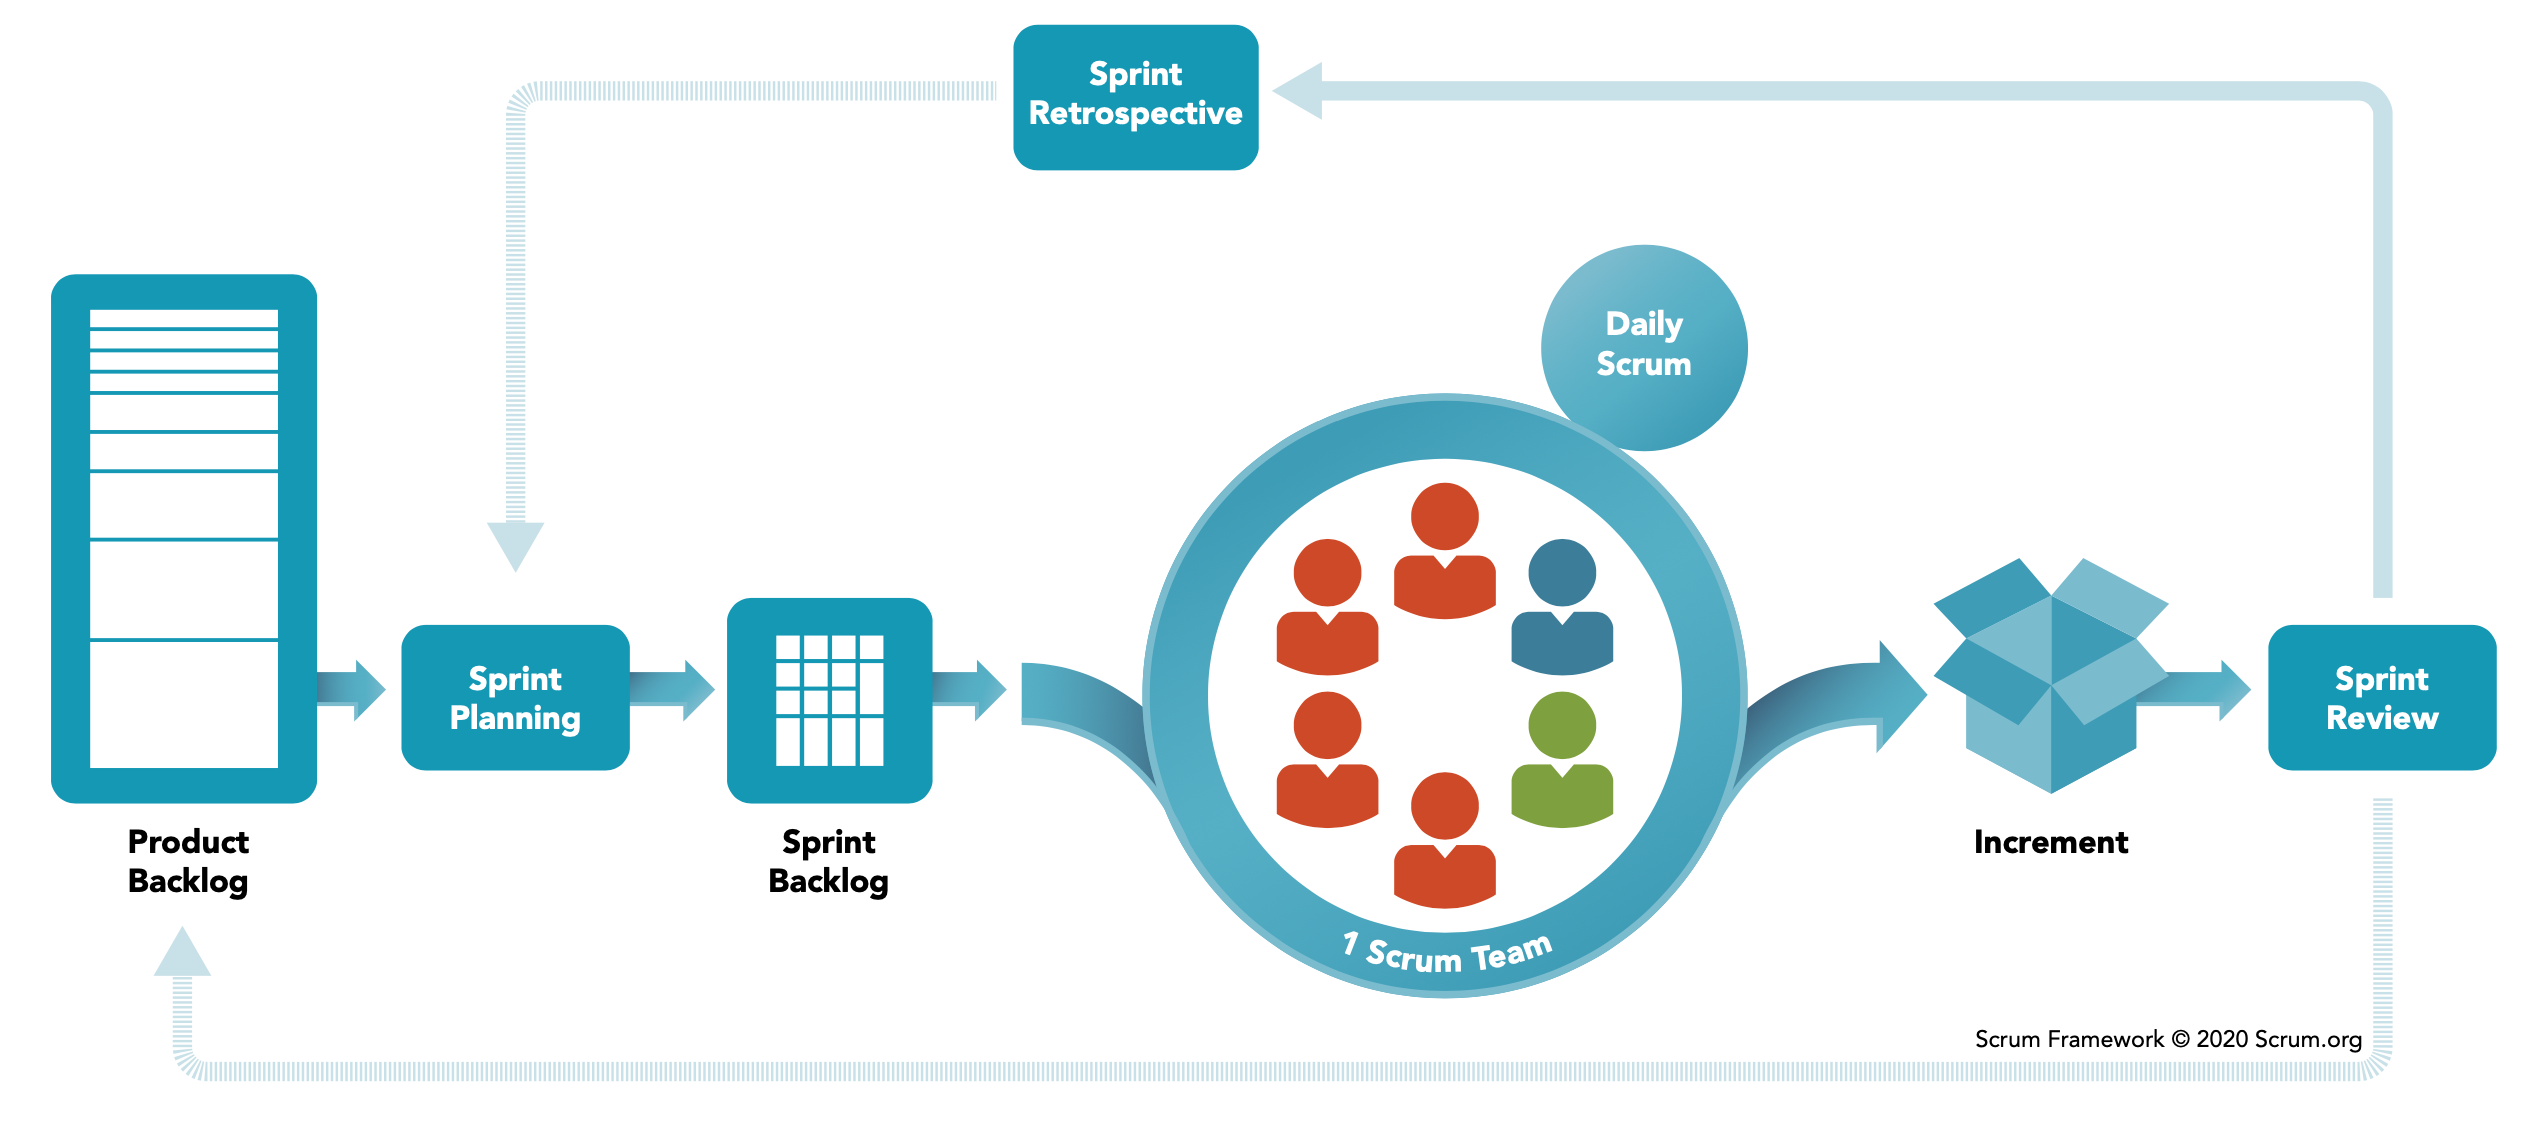 Sprint
Retrospective
Daily
Scrum
Sprint
Planning
Sprint
Review
Product
Backlog
Sprint
Backlog
Increment
1 Scrum Team
Scrum Framework © 2020 Scrum.org